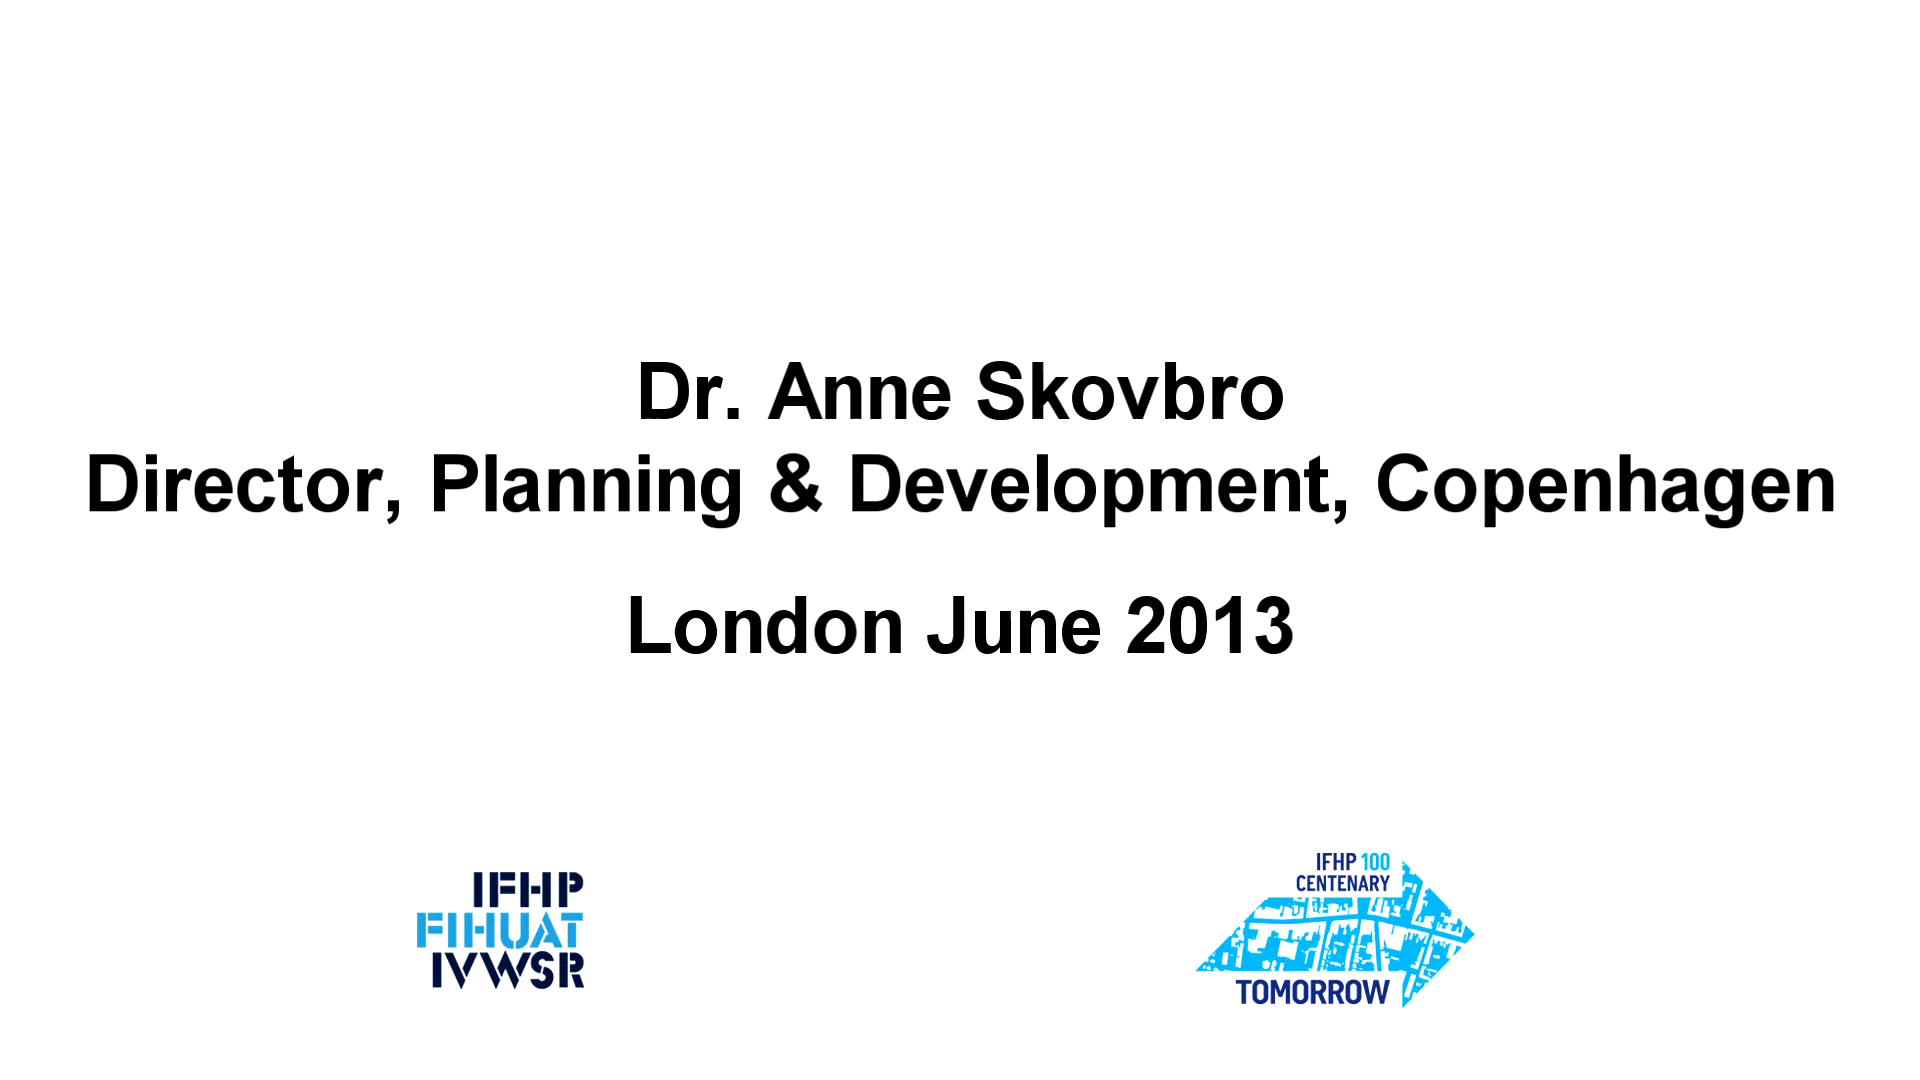 Dr. Anne Skovbro
Director, Planning & Development, Copenhagen
London June 2013
IFHP
FIHUAT
IVWSR
IFHP 100
CENTENARY
TOMORROW